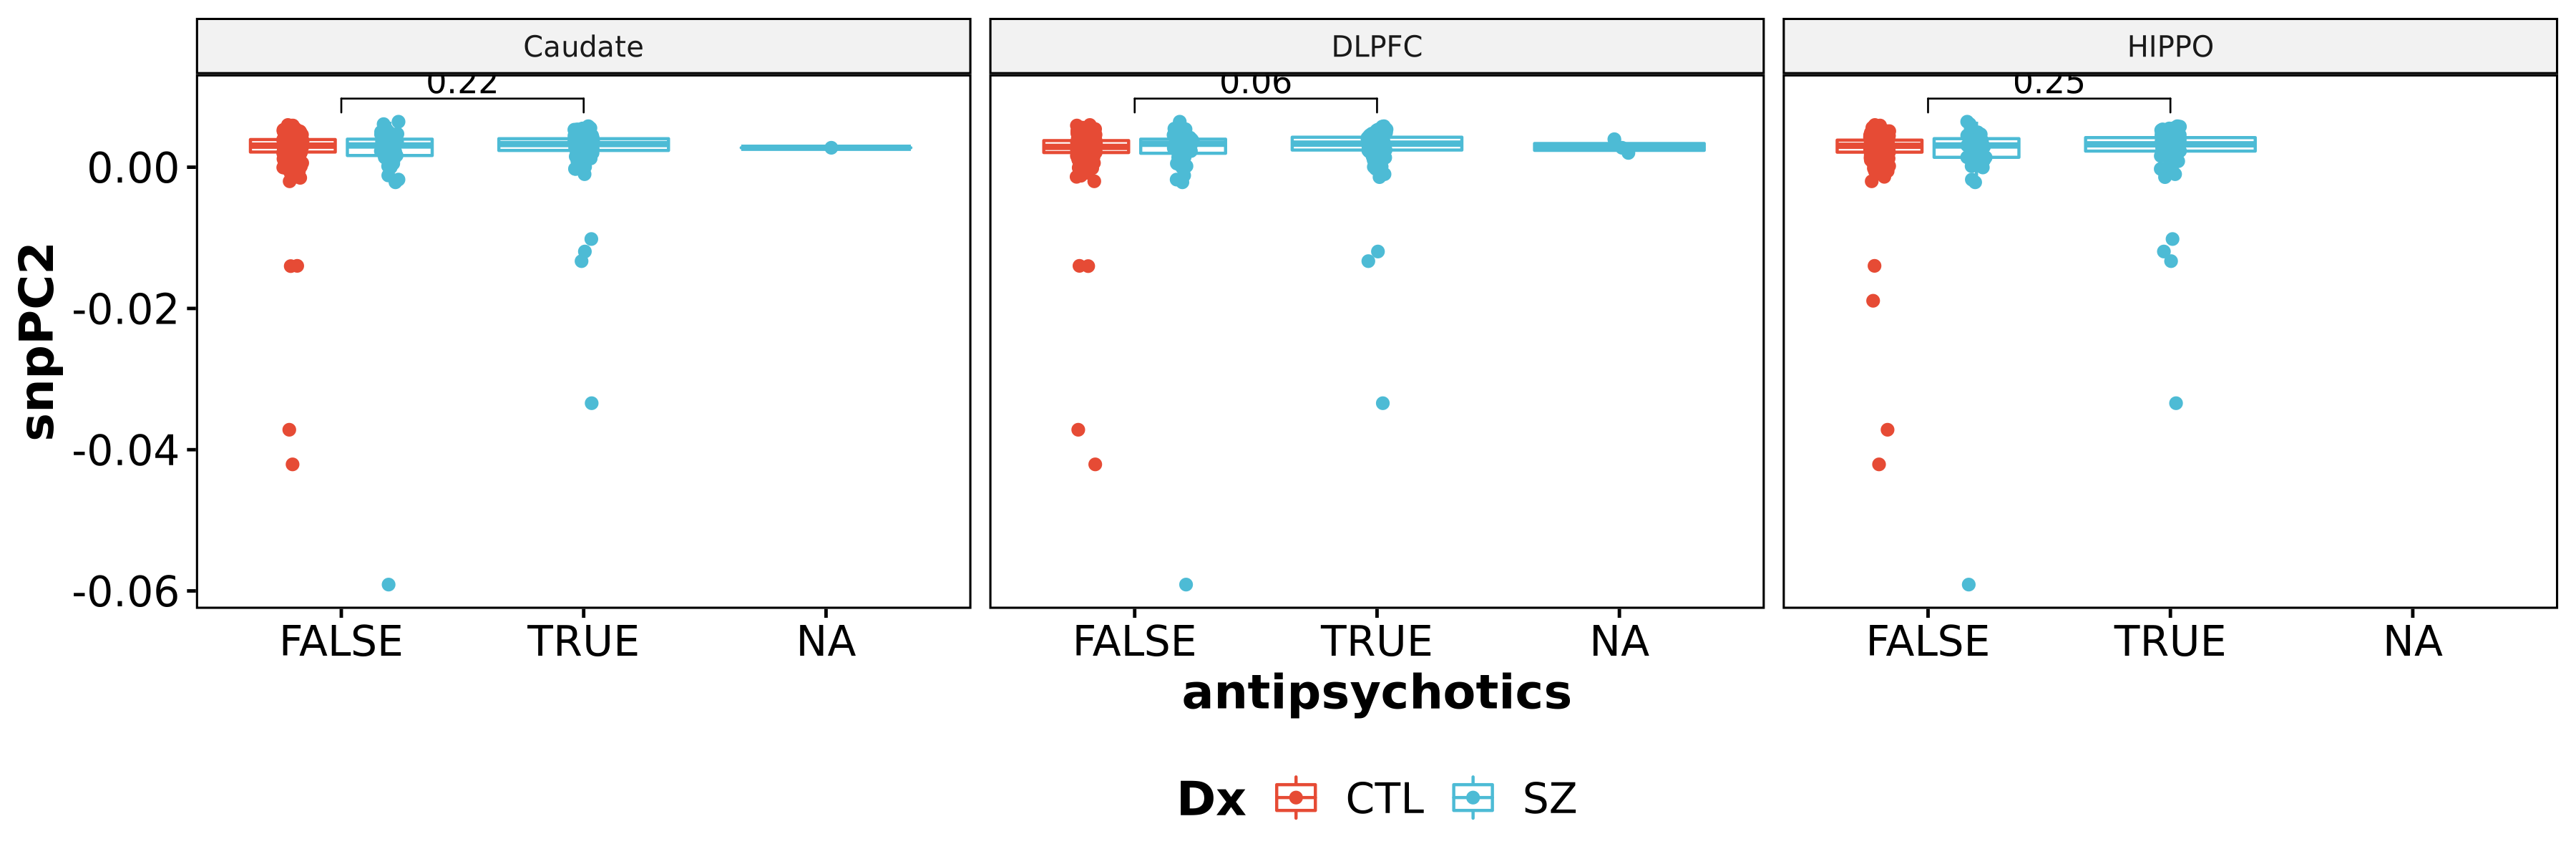 Caudate DLPFC HIPPO
0.22 0.06 0.25
0.00
-0.02
-0.04
-0.06
snpPC2
FALSE TRUE NA FALSE TRUE NA FALSE TRUE NA
antipsychotics
Dx CTL SZ